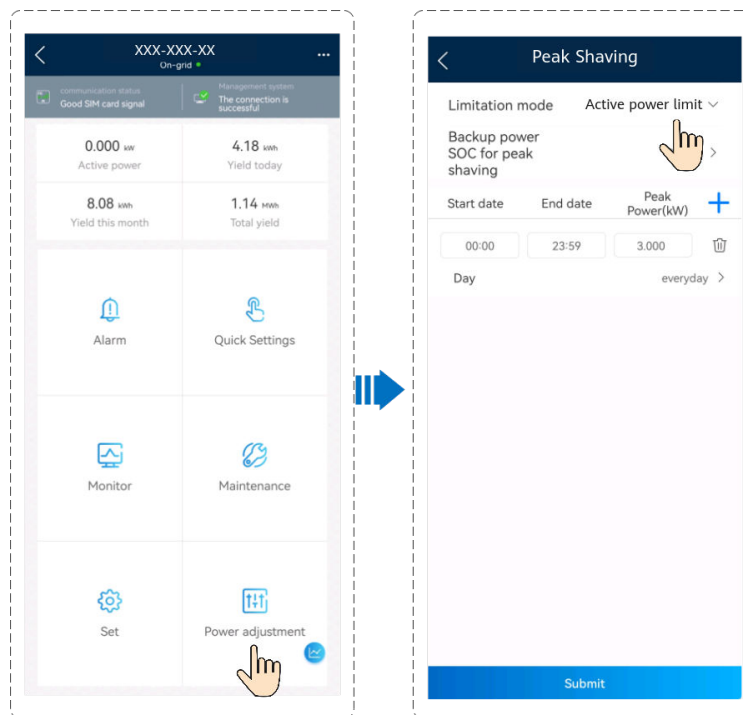 XXX-XXX-XX
On-grid
communication status
Good SIM card signal
Management system
The connection is
successful
0.000 kW
Active power
4.18 kWh
Yield today
8.08 kWh
Yield this month
1.14 MWh
Total yield
Alarm
Quick Settings
Monitor
Maintenance
Set
Power adjustment
Peak Shaving
Limitation mode
Active power limit
Backup power
SOC for peak
shaving
Start date
End date
Peak
Power(kW)
00:00
23:59
3.000
Day
everyday
Submit